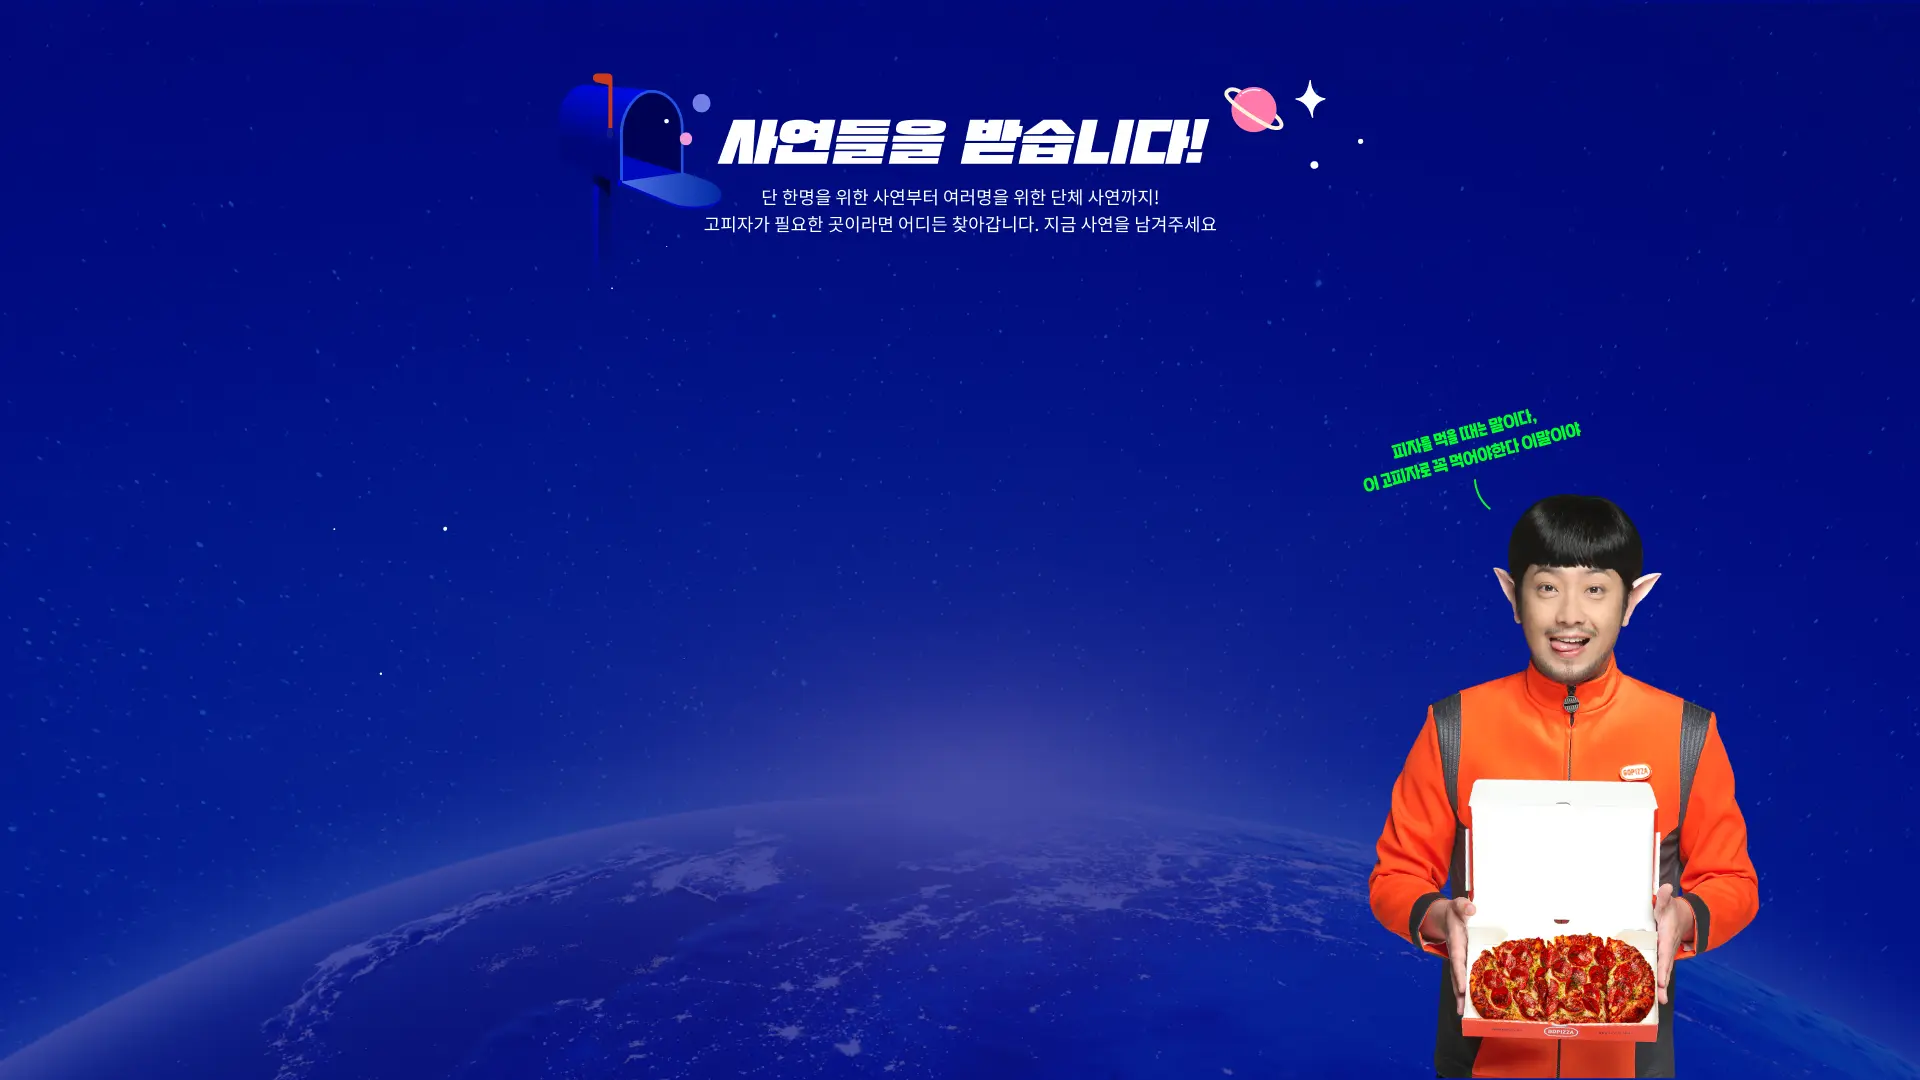 사연들을 받습니다!
단 한명을 위한 사연부터 여러명을 위한 단체 사연까지!
고피자가 필요한 곳이라면 어디든 찾아갑니다. 지금 사연을 남겨주세요
피자를 먹을 때는 말이다,
이 고피자로 꼭 먹어야한다 이말이야
GOPIZZA
GOPIZZA